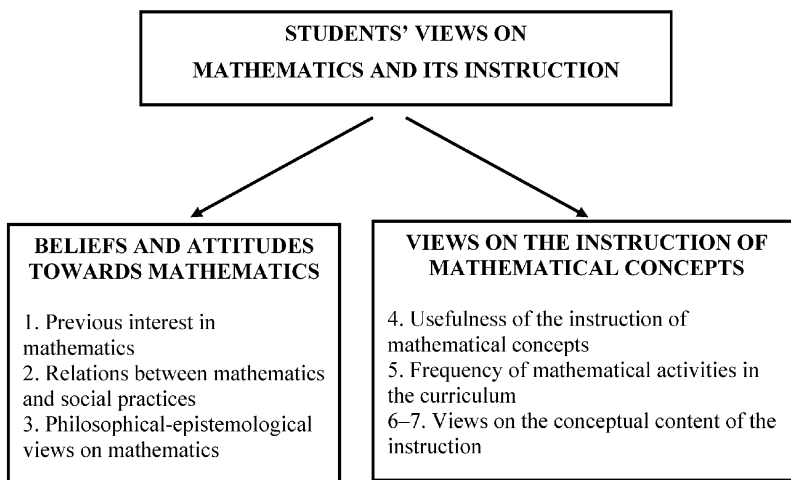 STUDENTS’ VIEWS ON
MATHEMATICS AND ITS INSTRUCTION
BELIEFS AND ATTITUDES
TOWARDS MATHEMATICS
1. Previous interest in
mathematics
2. Relations between mathematics
and social practices
3. Philosophical-epistemological
views on mathematics
VIEWS ON THE INSTRUCTION OF
MATHEMATICAL CONCEPTS
4. Usefulness of the instruction of
mathematical concepts
5. Frequency of mathematical activities in
the curriculum
6–7. Views on the conceptual content of the
instruction